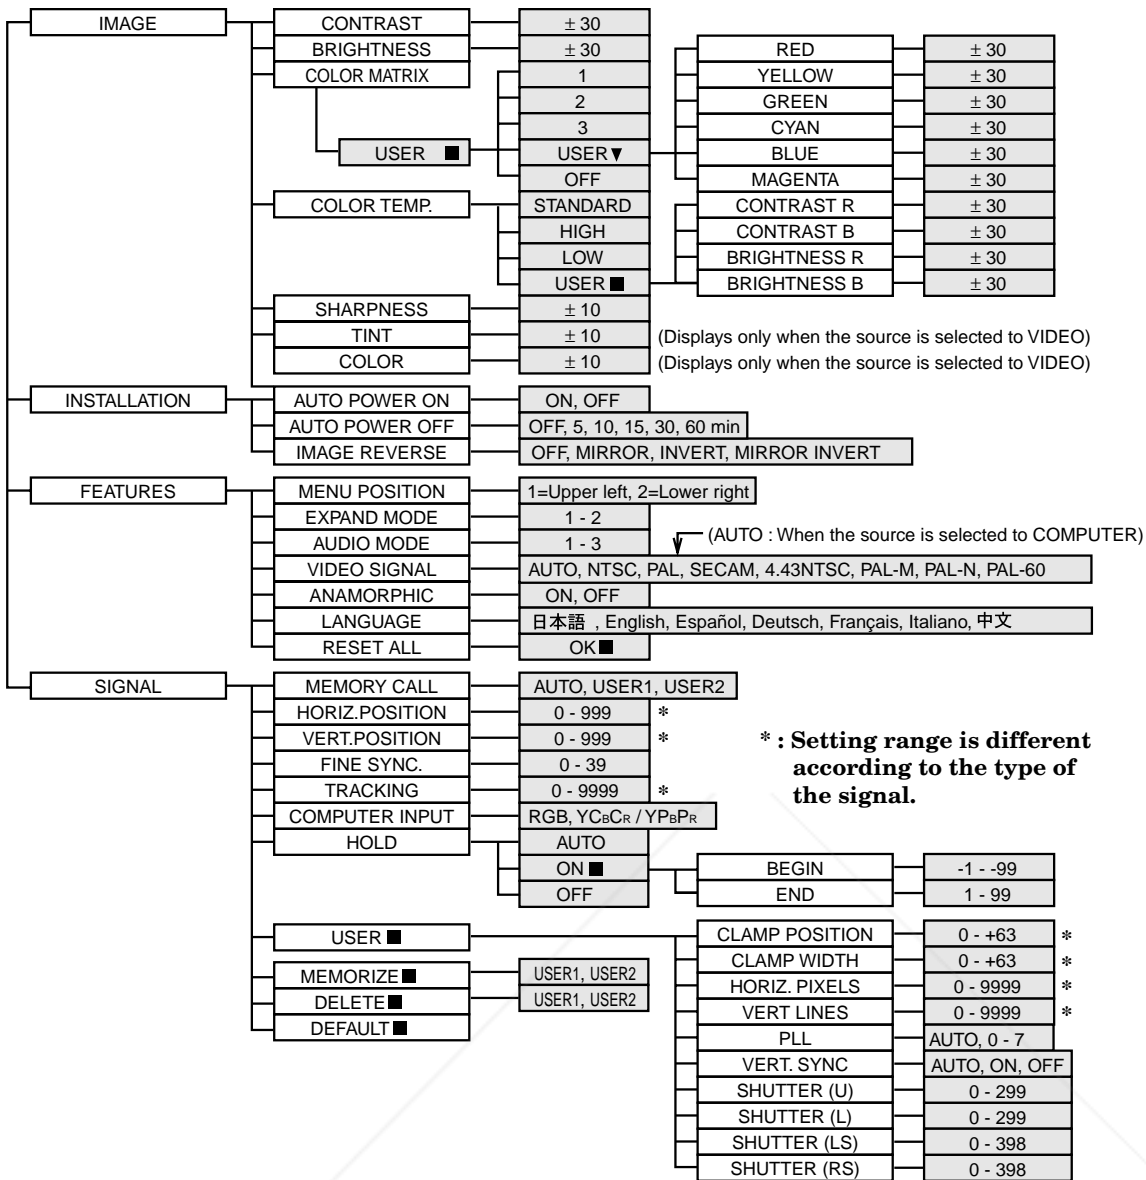 IMAGE CONTRAST ± 30
BRIGHTNESS ± 30 RED ± 30
COLOR MATRIX 1 YELLOW ± 30
2 GREEN ± 30
3 CYAN ± 30
USER ■ USER▼ BLUE ± 30
OFF MAGENTA ± 30
COLOR TEMP. STANDARD CONTRAST R ± 30
HIGH CONTRAST B ± 30
LOW BRIGHTNESS R ± 30
USER ■ BRIGHTNESS B ± 30
SHARPNESS ± 10
TINT ± 10 (Displays only when the source is selected to VIDEO)
COLOR ± 10 (Displays only when the source is selected to VIDEO)
INSTALLATION AUTO POWER ON ON, OFF
AUTO POWER OFF OFF, 5, 10, 15, 30, 60 min
IMAGE REVERSE OFF, MIRROR, INVERT, MIRROR INVERT
FEATURES MENU POSITION 1=Upper left, 2=Lower right
EXPAND MODE 1 - 2
AUDIO MODE 1 - 3 (AUTO : When the source is selected to COMPUTER)
VIDEO SIGNAL AUTO, NTSC, PAL, SECAM, 4.43NTSC, PAL-M, PAL-N, PAL-60
ANAMORPHIC ON, OFF
LANGUAGE 日本語 , English, Español, Deutsch, Français, Italiano, 中文
RESET ALL OK■
SIGNAL MEMORY CALL AUTO, USER1, USER2
HORIZ.POSITION 0 - 999 *
VERT.POSITION 0 - 999 * * : Setting range is different
FINE SYNC. 0 - 39 according to the type of
TRACKING 0 - 9999 * the signal.
COMPUTER INPUT RGB, YCBCR / YPBPR
HOLD AUTO
ON ■ BEGIN -1 - -99
OFF END 1 - 99
USER ■ CLAMP POSITION 0 - +63 *
CLAMP WIDTH 0 - +63 *
MEMORIZE■ USER1, USER2 HORIZ. PIXELS 0 - 9999 *
DELETE■ USER1, USER2 VERT LINES 0 - 9999 *
DEFAULT■ PLL AUTO, 0 - 7
VERT. SYNC AUTO, ON, OFF
SHUTTER (U) 0 - 299
SHUTTER (L) 0 - 299
SHUTTER (LS) 0 - 398
SHUTTER (RS) 0 - 398